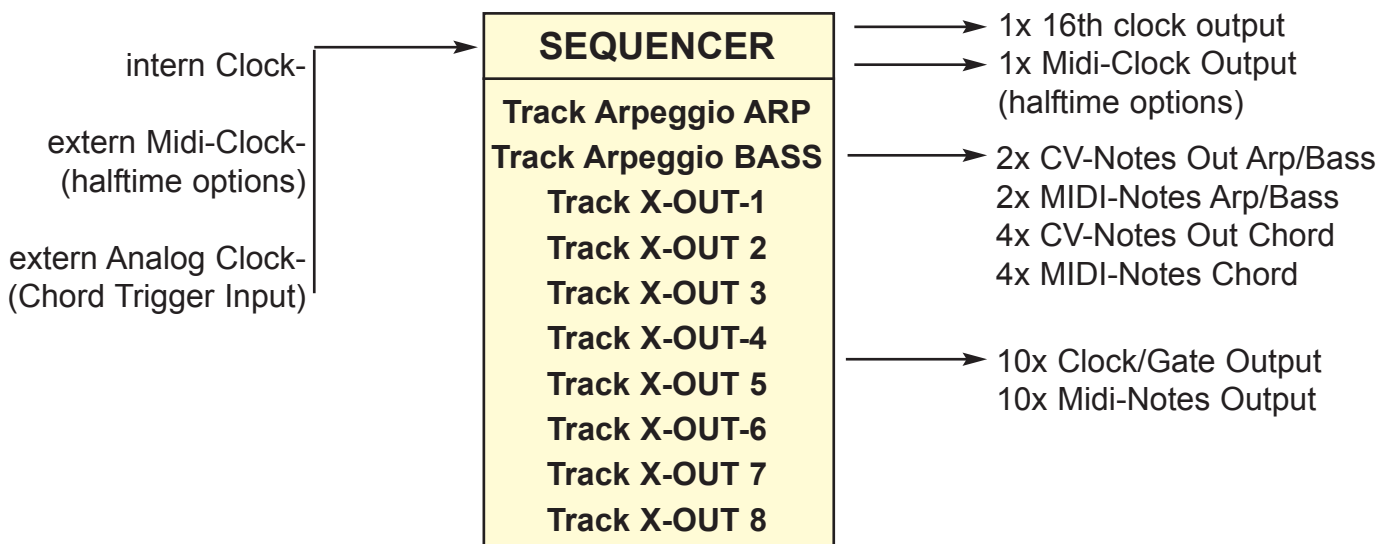 intern Clock-
extern Midi-Clock-
(halftime options)
extern Analog Clock-
(Chord Trigger Input)
SEQUENCER
Track Arpeggio ARP
Track Arpeggio BASS
Track X-OUT-1
Track X-OUT 2
Track X-OUT 3
Track X-OUT-4
Track X-OUT 5
Track X-OUT-6
Track X-OUT 7
Track X-OUT 8
1x 16th clock output
1x Midi-Clock Output
(halftime options)
2x CV-Notes Out Arp/Bass
2x MIDI-Notes Arp/Bass
4x CV-Notes Out Chord
4x MIDI-Notes Chord
10x Clock/Gate Output
10x Midi-Notes Output